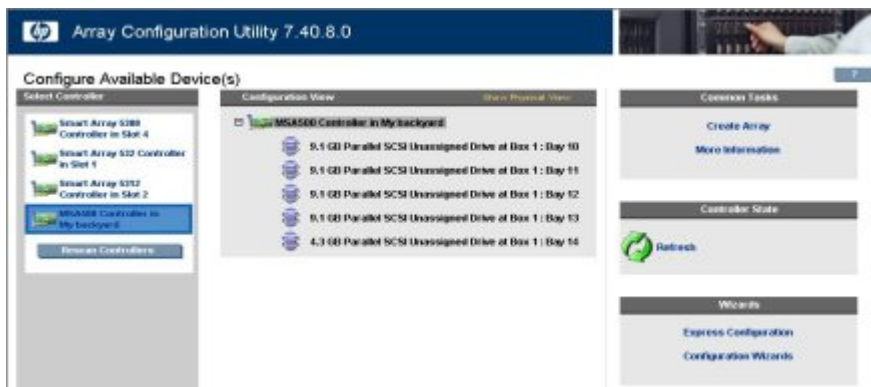 hp Array Configuration Utility 7.40.8.0
?
Configure Available Device(s)
Select Controller
Smart Array 5300
Controller in Slot 4
Smart Array 532 Controller
in Slot 1
Smart Array 5312
Controller in Slot 2
MSA500 Controller in
My backyard
Rescan Controllers
Configuration View
Show Physical View
MSA500 Controller in My backyard
9.1 GB Parallel SCSI Unassigned Drive at Box 1 : Bay 10
9.1 GB Parallel SCSI Unassigned Drive at Box 1 : Bay 11
9.1 GB Parallel SCSI Unassigned Drive at Box 1 : Bay 12
9.1 GB Parallel SCSI Unassigned Drive at Box 1 : Bay 13
4.3 GB Parallel SCSI Unassigned Drive at Box 1 : Bay 14
Common Tasks
Create Array
More Information
Controller State
Refresh
Wizards
Express Configuration
Configuration Wizards